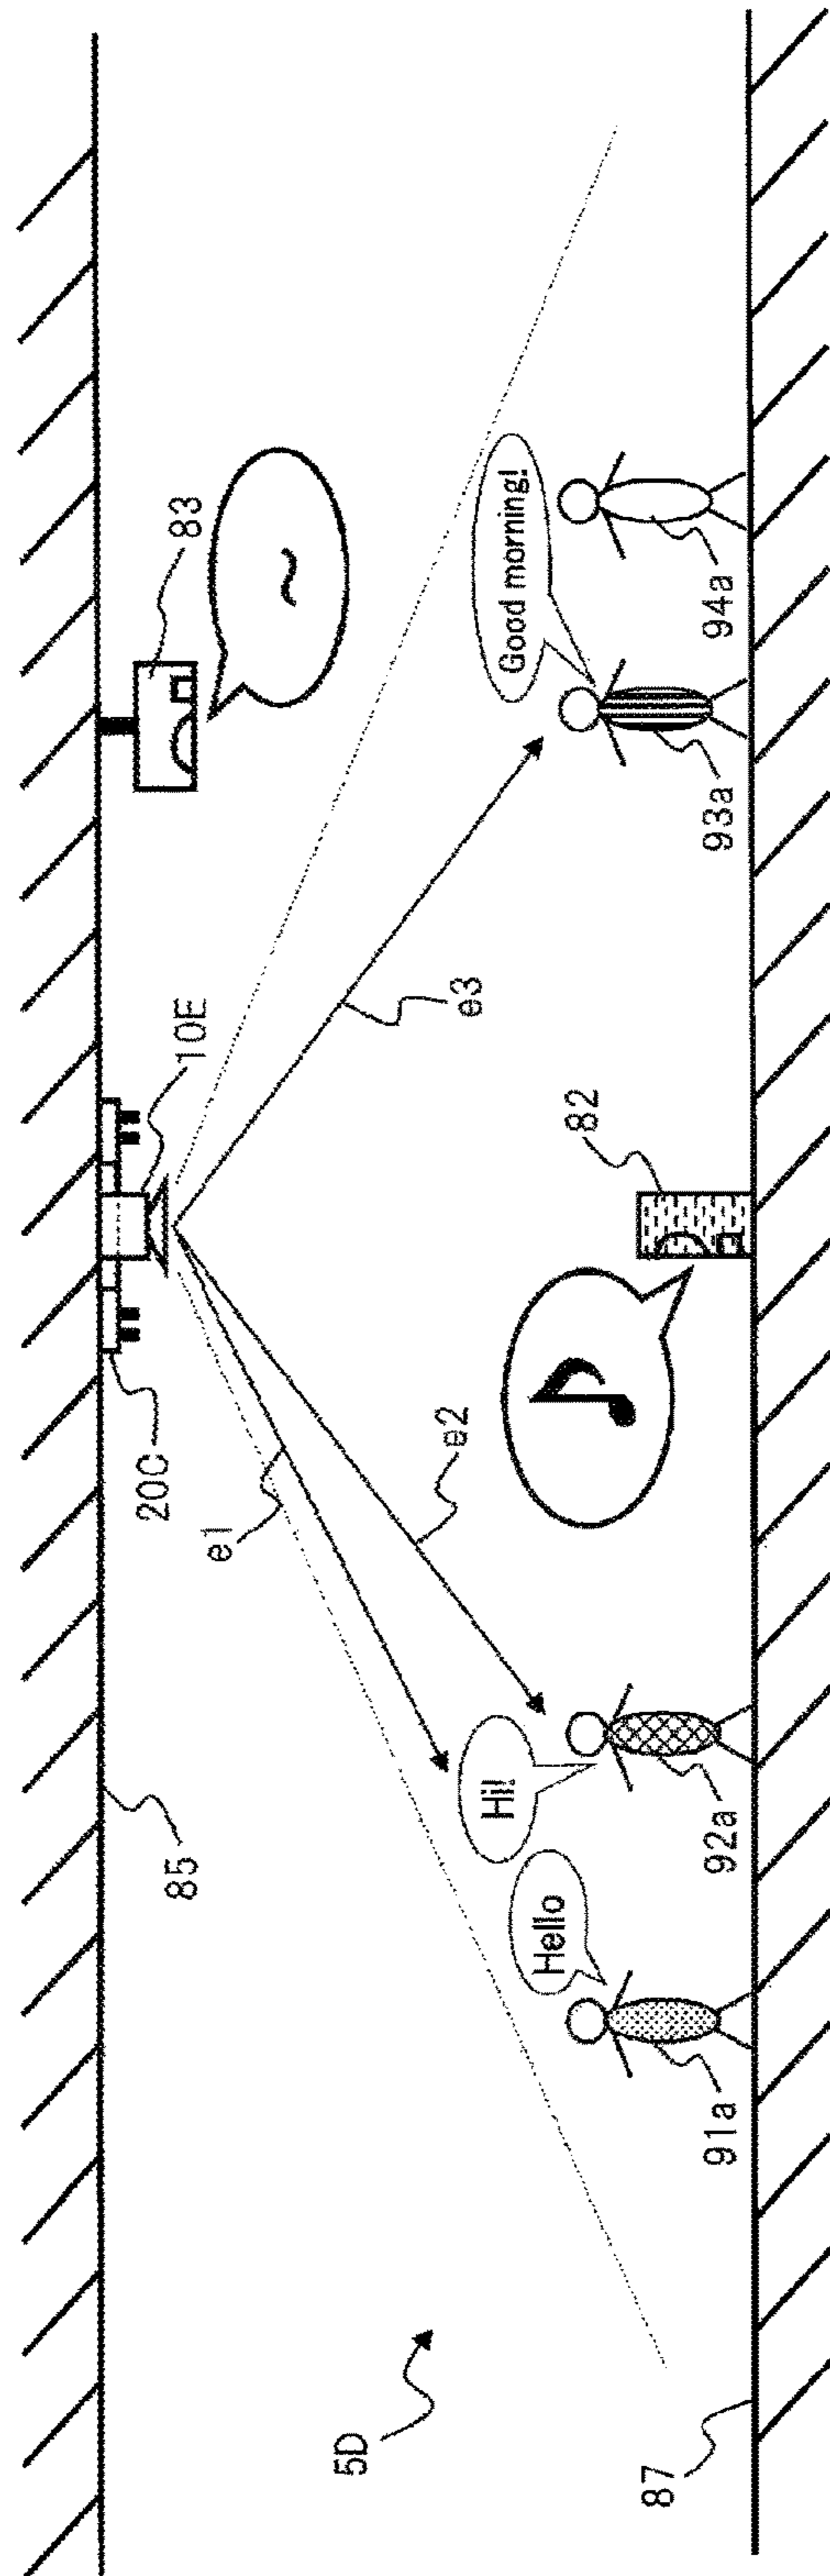 83
10E
20C
e1
e2
e3
85
Good morning!
82
Hi!
Hello
94a
93a
92a
91a
5D
87